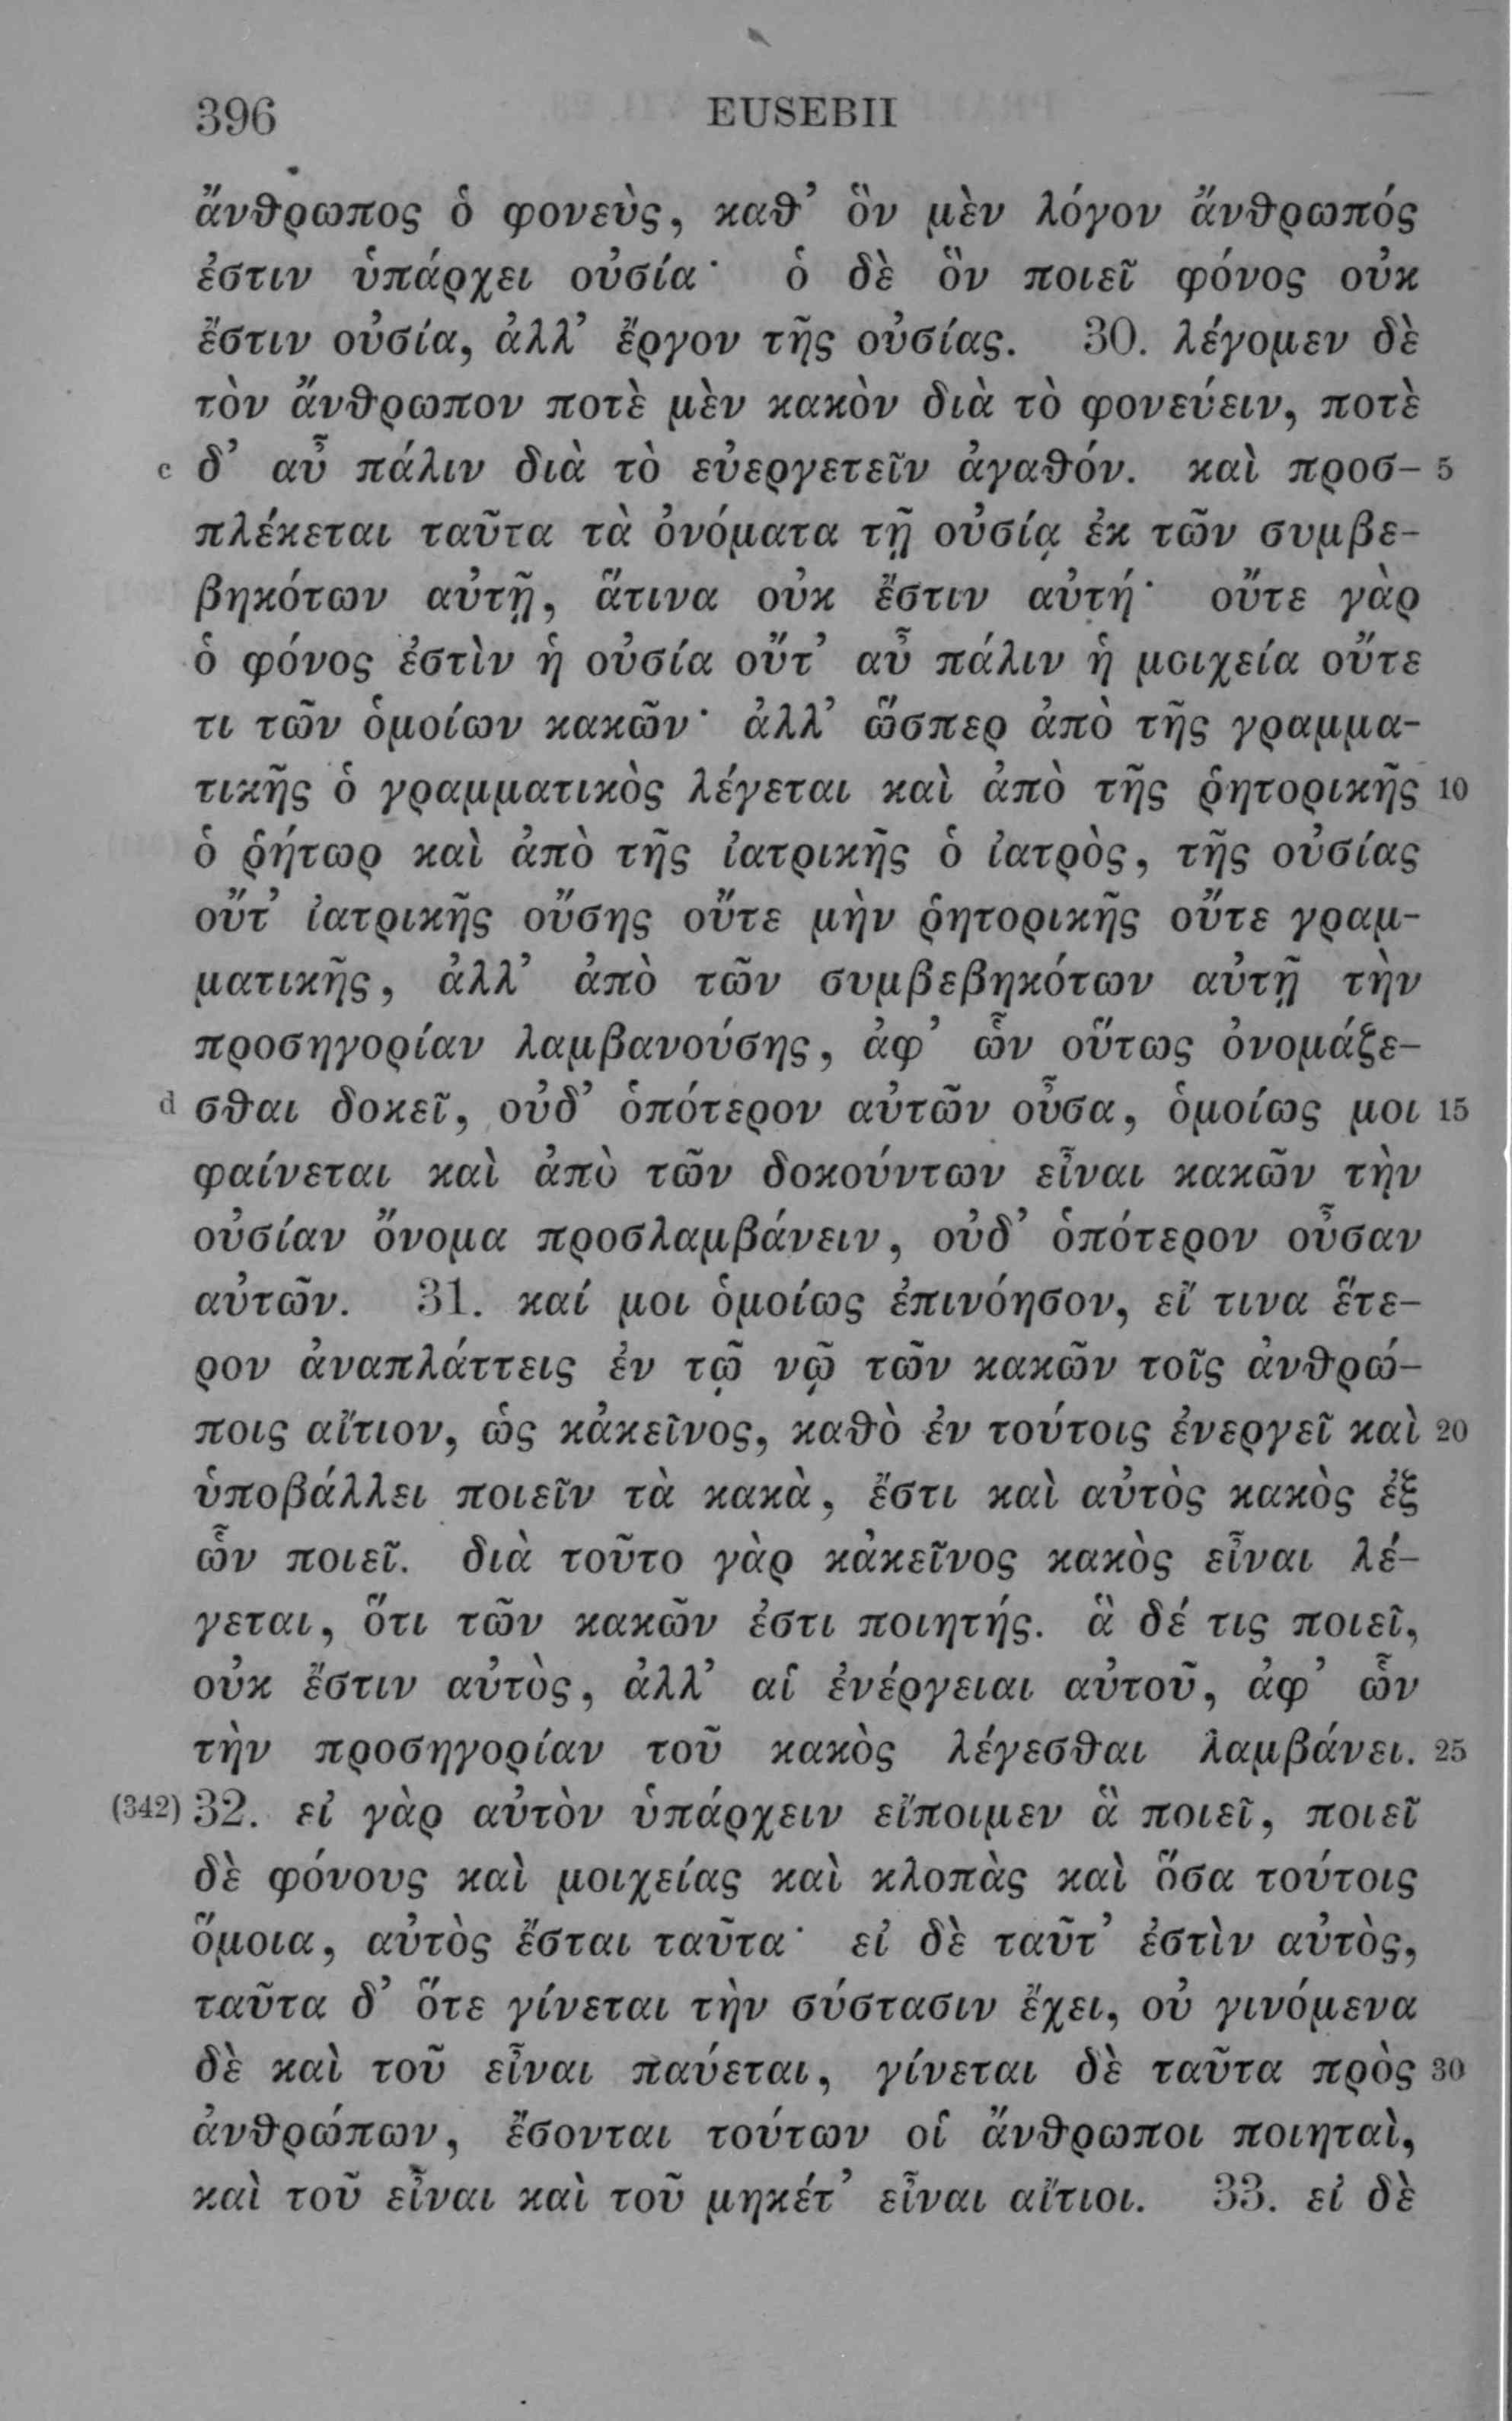 396 EUSEBII
ἄνθρωπος ὁ φονεὺς, καθ’ ὃν μὲν λόγον ἄνθρωπός
ἐστιν ὑπάρχει οὐσία· ὁ δὲ ὃν ποιεῖ φόνος οὐκ
ἔστιν οὐσία, ἀλλ’ ἔργον τῆς οὐσίας. 30. λέγομεν δὲ
τὸν ἄνθρωπον ποτὲ μὲν κακὸν διὰ τὸ φονεύειν, ποτὲ
c δ’ αὖ πάλιν διὰ τὸ εὐεργετεῖν ἀγαθόν. καὶ προσ- 5
πλέκεται ταῦτα τὰ ὀνόματα τῇ οὐσίᾳ ἐκ τῶν συμβε-
βηκότων αὐτῇ, ἅτινα οὐκ ἔστιν αὐτή· οὔτε γὰρ
ὁ φόνος ἐστὶν ἡ οὐσία οὔτ’ αὖ πάλιν ἡ μοιχεία οὔτε
τι τῶν ὁμοίων κακῶν· ἀλλ’ ὥσπερ ἀπὸ τῆς γραμμα-
τικῆς ὁ γραμματικὸς λέγεται καὶ ἀπὸ τῆς ῥητορικῆς 10
ὁ ῥήτωρ καὶ ἀπὸ τῆς ἰατρικῆς ὁ ἰατρὸς, τῆς οὐσίας
οὔτ’ ἰατρικῆς οὔσης οὔτε μὴν ῥητορικῆς οὔτε γραμ-
ματικῆς, ἀλλ’ ἀπὸ τῶν συμβεβηκότων αὐτῇ τὴν
προσηγορίαν λαμβανούσης, ἀφ’ ὧν οὕτως ὀνομάζε-
d σθαι δοκεῖ, οὐδ’ ὁπότερον αὐτῶν οὖσα, ὁμοίως μοι 15
φαίνεται καὶ ἀπὸ τῶν δοκούντων εἶναι κακῶν τὴν
οὐσίαν ὄνομα προσλαμβάνειν, οὐδ’ ὁπότερον οὖσαν
αὐτῶν. 31. καί μοι ὁμοίως ἐπινόησον, εἴ τινα ἕτε-
ρον ἀναπλάττεις ἐν τῷ νῷ τῶν κακῶν τοῖς ἀνθρώ-
ποις αἴτιον, ὡς κἀκεῖνος, καθὸ ἐν τούτοις ἐνεργεῖ καὶ 20
ὑποβάλλει ποιεῖν τὰ κακὰ, ἔστι καὶ αὐτὸς κακὸς ἐξ
ὧν ποιεῖ. διὰ τοῦτο γὰρ κἀκεῖνος κακὸς εἶναι λέ-
γεται, ὅτι τῶν κακῶν ἐστι ποιητής. ἃ δέ τις ποιεῖ,
οὐκ ἔστιν αὐτὸς, ἀλλ’ αἱ ἐνέργειαι αὐτοῦ, ἀφ’ ὧν
τὴν προσηγορίαν τοῦ κακὸς λέγεσθαι λαμβάνει. 25
(342) 32. εἰ γὰρ αὐτὸν ὑπάρχειν εἴποιμεν ἃ ποιεῖ, ποιεῖ
δὲ φόνους καὶ μοιχείας καὶ κλοπὰς καὶ ὅσα τούτοις
ὅμοια, αὐτὸς ἔσται ταῦτα· εἰ δὲ ταῦτ’ ἐστὶν αὐτὸς,
ταῦτα δ’ ὅτε γίνεται τὴν σύστασιν ἔχει, οὐ γινόμενα
δὲ καὶ τοῦ εἶναι παύεται, γίνεται δὲ ταῦτα πρὸς 30
ἀνθρώπων, ἔσονται τούτων οἱ ἄνθρωποι ποιηταὶ,
καὶ τοῦ εἶναι καὶ τοῦ μηκέτ’ εἶναι αἴτιοι. 33. εἰ δὲ